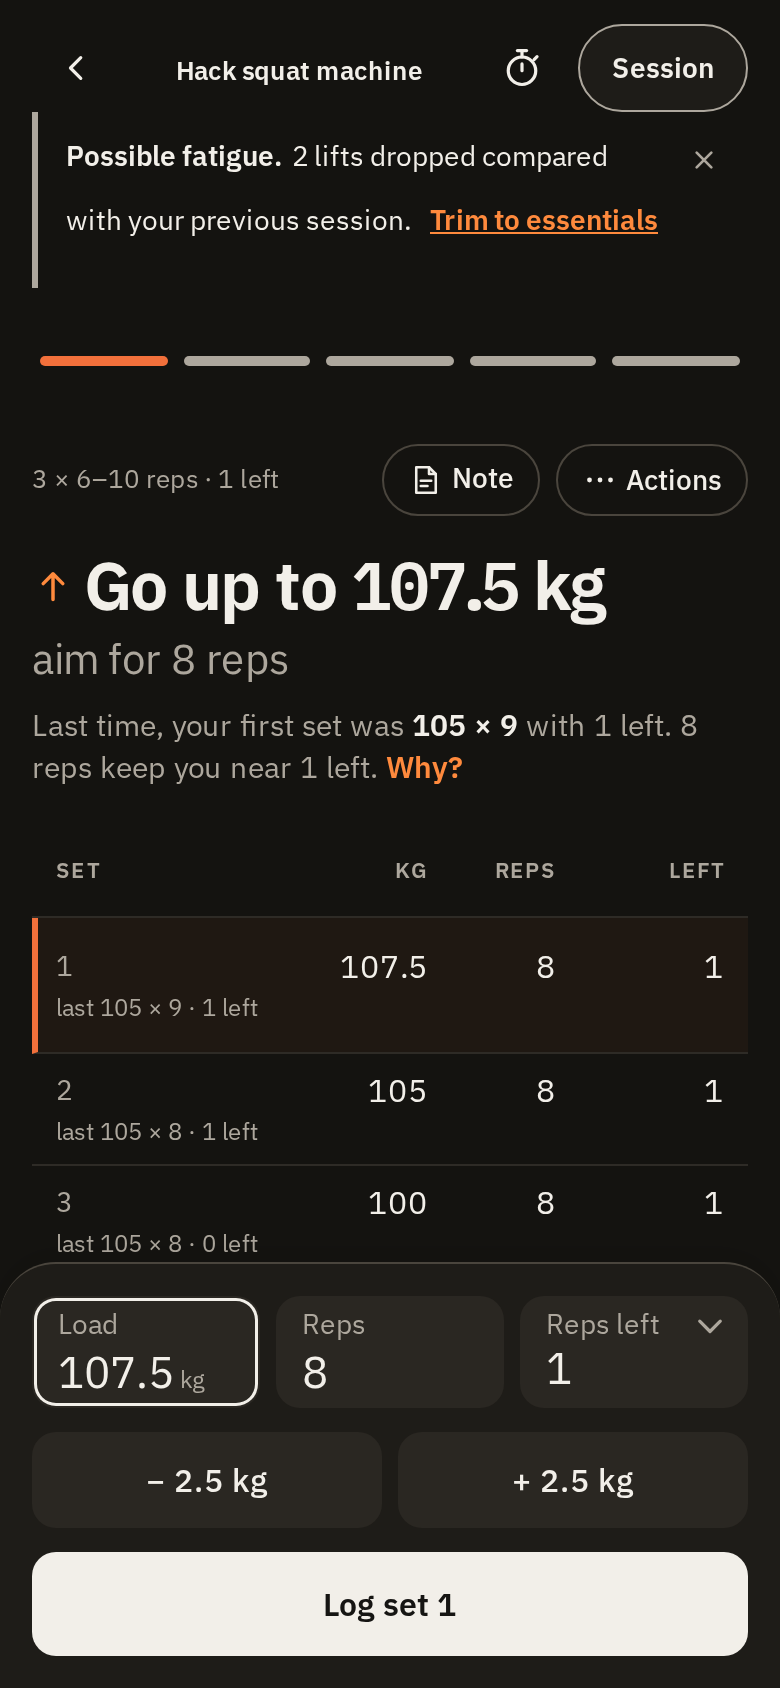 Hack squat machine
Session
Possible fatigue. 2 lifts dropped compared
with your previous session. Trim to essentials
3 × 6–10 reps · 1 left
Note
Actions
↑ Go up to 107.5 kg
aim for 8 reps
Last time, your first set was 105 × 9 with 1 left. 8
reps keep you near 1 left. Why?
SET KG REPS LEFT
1 107.5 8 1
last 105 × 9 · 1 left
2 105 8 1
last 105 × 8 · 1 left
3 100 8 1
last 105 × 8 · 0 left
Load Reps Reps left
107.5 kg 8 1
− 2.5 kg + 2.5 kg
Log set 1